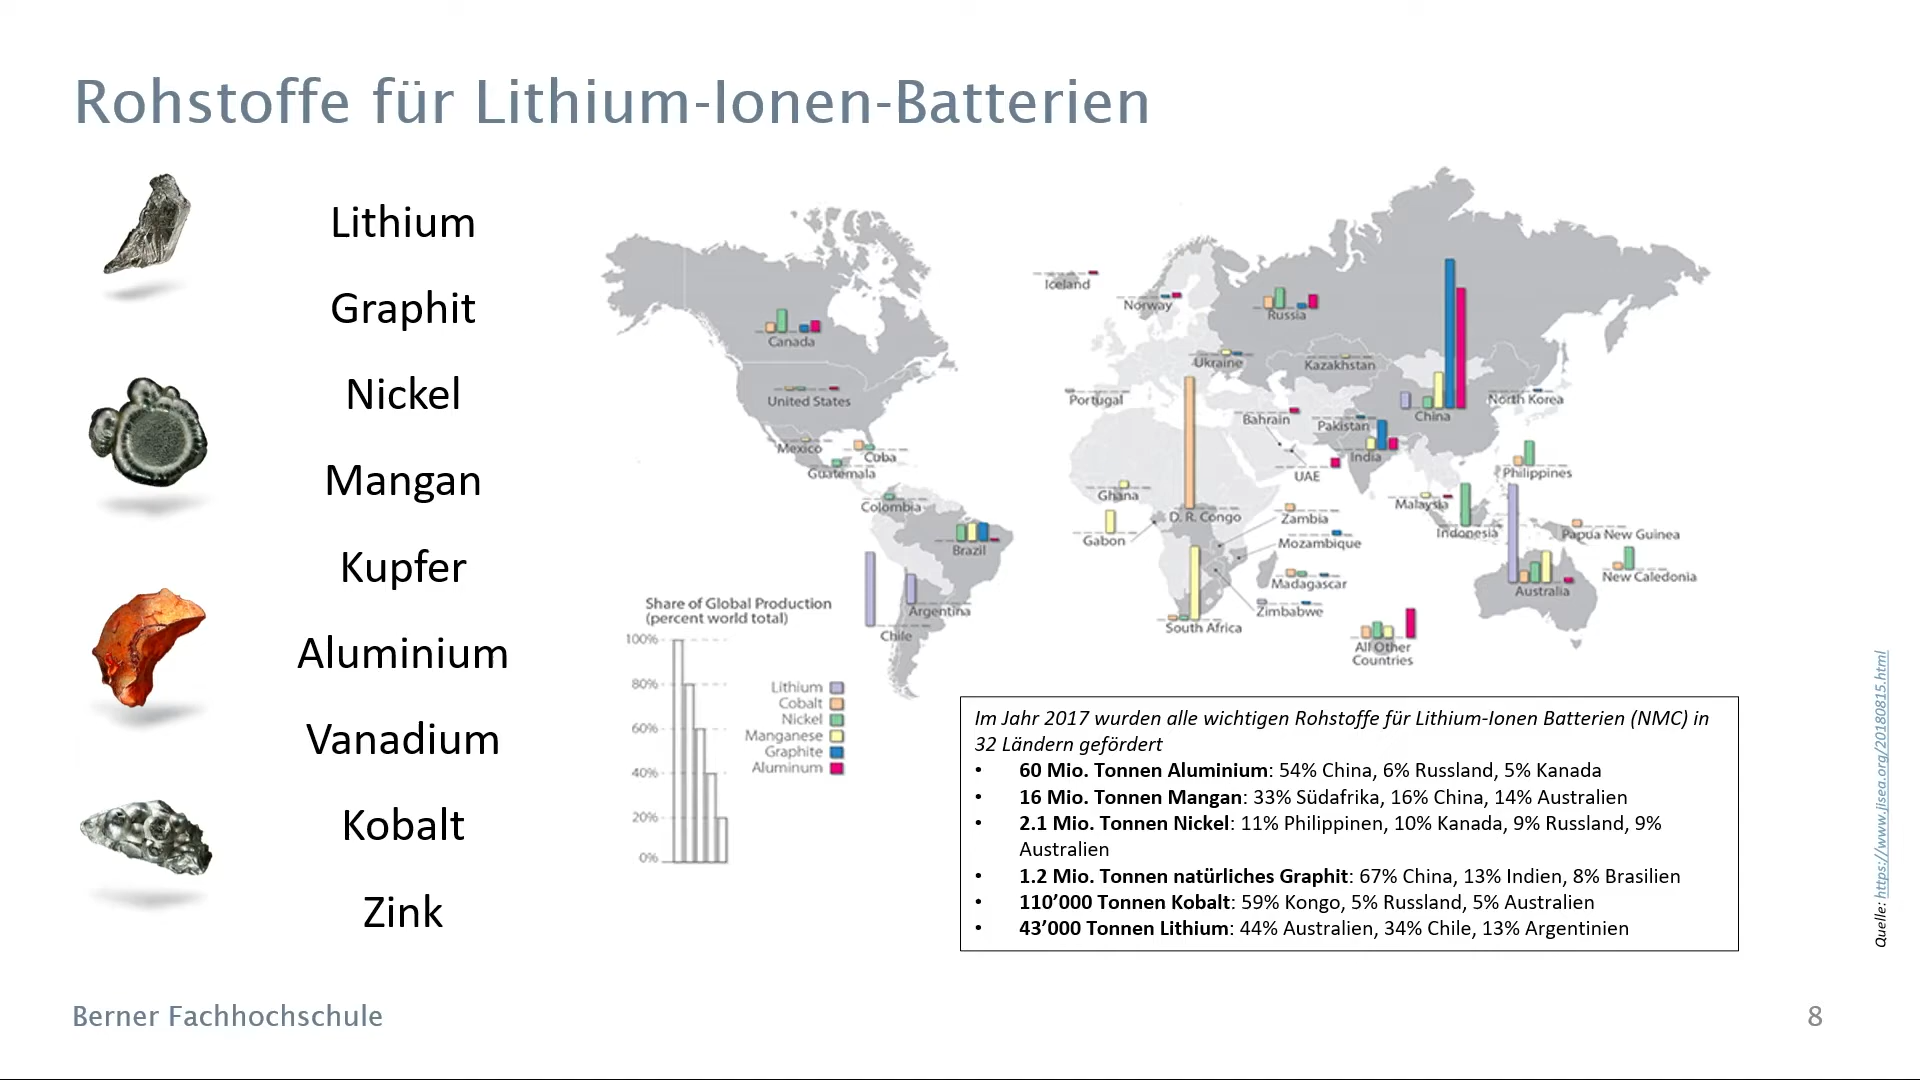 Rohstoffe für Lithium-Ionen-Batterien
Lithium
Graphit
Nickel
Mangan
Kupfer
Aluminium
Vanadium
Kobalt
Zink
Iceland
Norway
Russia
Canada
Ukraine
Kazakhstan
United States
Portugal
China
North Korea
Bahrain
Pakistan
Mexico
Cuba
India
Guatemala
UAE
Philippines
Ghana
Colombia
Malaysia
D. R. Congo
Zambia
Gabon
Indonesia
Papua New Guinea
Brazil
Mozambique
Madagascar
New Caledonia
Australia
Argentina
Zimbabwe
South Africa
Chile
All Other
Countries
Share of Global Production
(percent world total)
100%
80%
60%
40%
20%
0%
Lithium
Cobalt
Nickel
Manganese
Graphite
Aluminum
Im Jahr 2017 wurden alle wichtigen Rohstoffe für Lithium-Ionen Batterien (NMC) in
32 Ländern gefördert
• 60 Mio. Tonnen Aluminium: 54% China, 6% Russland, 5% Kanada
• 16 Mio. Tonnen Mangan: 33% Südafrika, 16% China, 14% Australien
• 2.1 Mio. Tonnen Nickel: 11% Philippinen, 10% Kanada, 9% Russland, 9%
Australien
• 1.2 Mio. Tonnen natürliches Graphit: 67% China, 13% Indien, 8% Brasilien
• 110’000 Tonnen Kobalt: 59% Kongo, 5% Russland, 5% Australien
• 43’000 Tonnen Lithium: 44% Australien, 34% Chile, 13% Argentinien
Quelle: https://www.jisea.org/20180815.html
Berner Fachhochschule
8